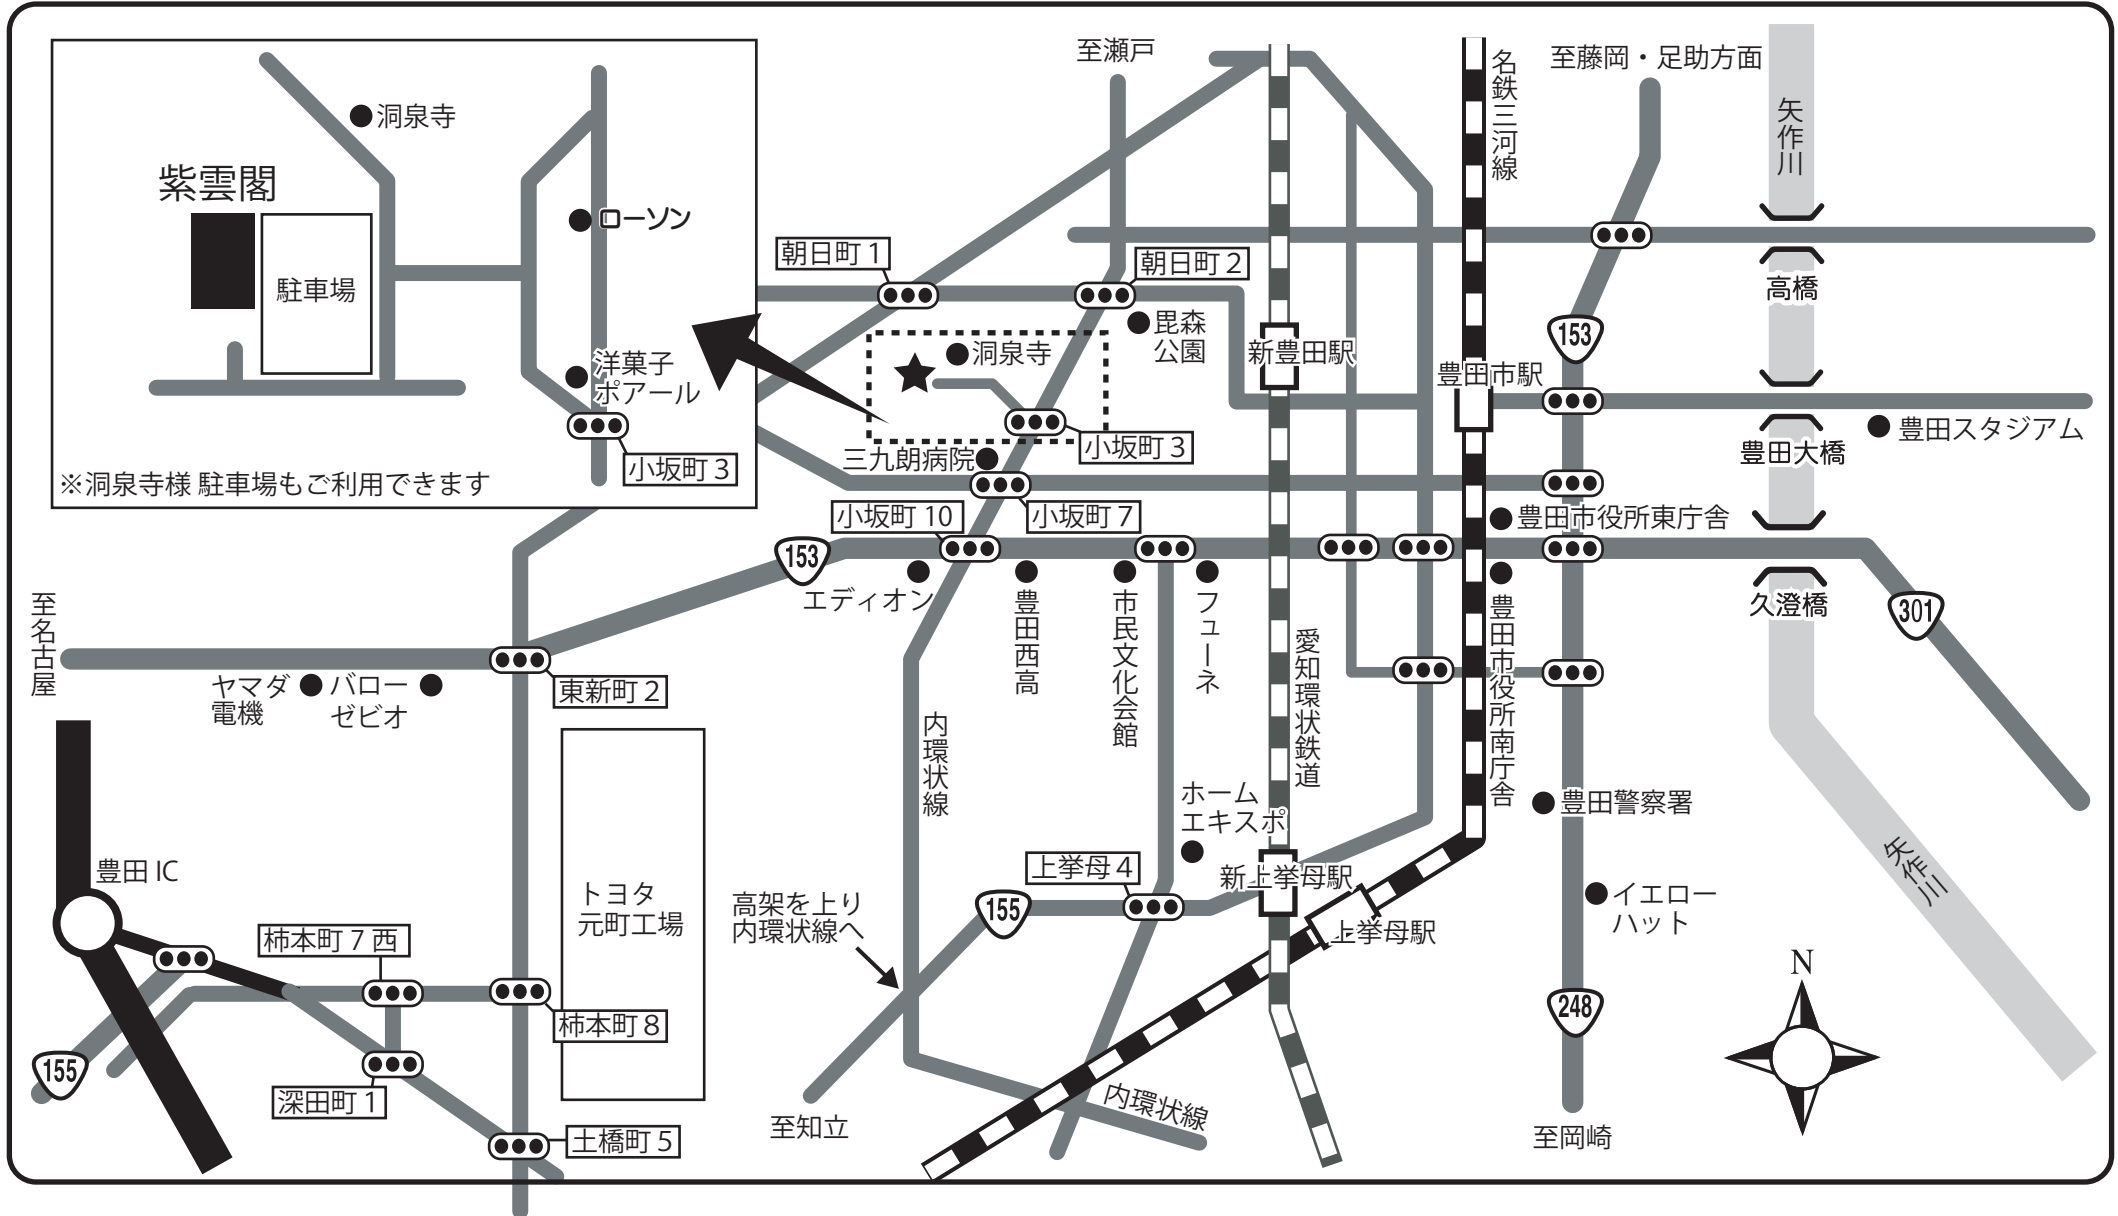 至瀬戸
名鉄三河線
至藤岡・足助方面
矢作川
洞泉寺
紫雲閣
ローソン
駐車場
洋菓子
ポアール
小坂町 3
※洞泉寺様 駐車場もご利用できます
朝日町 1
朝日町 2
毘森
公園
洞泉寺
新豊田駅
豊田市駅
153
高橋
豊田スタジアム
豊田大橋
小坂町 3
三九朗病院
小坂町 10
小坂町 7
豊田市役所東庁舎
153
エディオン
豊田西高
市民文化会館
フューネ
愛知環状鉄道
豊田市役所南庁舎
久澄橋
301
至名古屋
ヤマダ
電機
バロー
ゼビオ
東新町 2
内環状線
ホーム
エキスポ
豊田警察署
矢作川
豊田 IC
トヨタ
元町工場
上挙母 4
新上挙母駅
イエロー
ハット
高架を上り
内環状線へ
155
上挙母駅
柿本町 7 西
柿本町 8
N
248
155
深田町 1
内環状線
至知立
至岡崎
土橋町 5